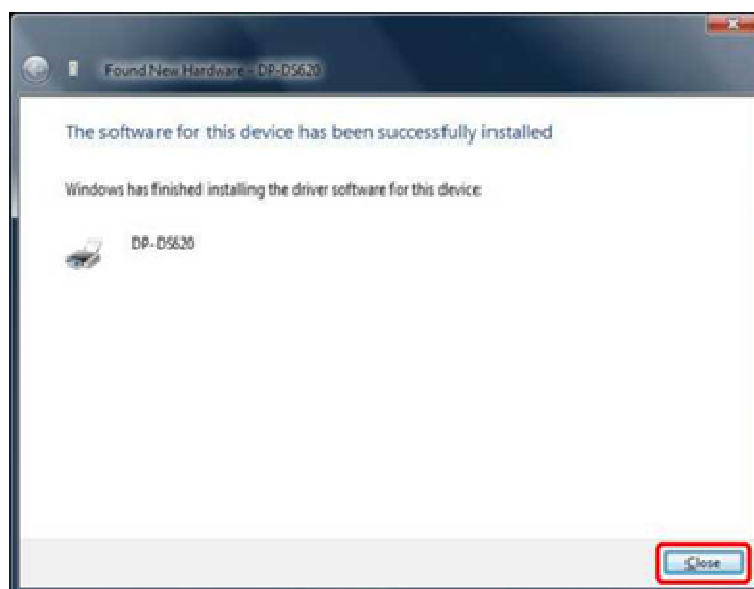 Found New Hardware - DP-DS620
The software for this device has been successfully installed
Windows has finished installing the driver software for this device:
DP-DS620
Close